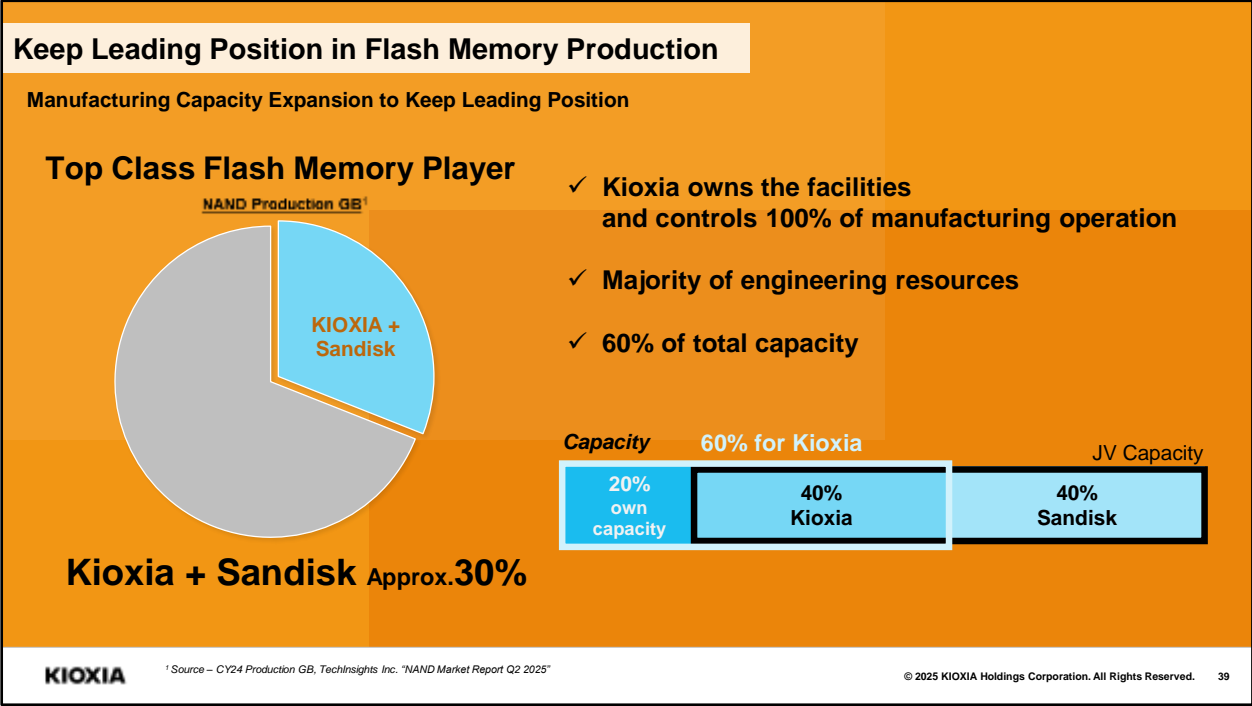 Keep Leading Position in Flash Memory Production
Manufacturing Capacity Expansion to Keep Leading Position
Top Class Flash Memory Player
NAND Production GB¹
KIOXIA +
Sandisk
Kioxia + Sandisk Approx.30%
✓ Kioxia owns the facilities
and controls 100% of manufacturing operation
✓ Majority of engineering resources
✓ 60% of total capacity
Capacity
60% for Kioxia
JV Capacity
20%
own
capacity
40%
Kioxia
40%
Sandisk
KIOXIA
¹ Source – CY24 Production GB, TechInsights Inc. “NAND Market Report Q2 2025”
© 2025 KIOXIA Holdings Corporation. All Rights Reserved.
39